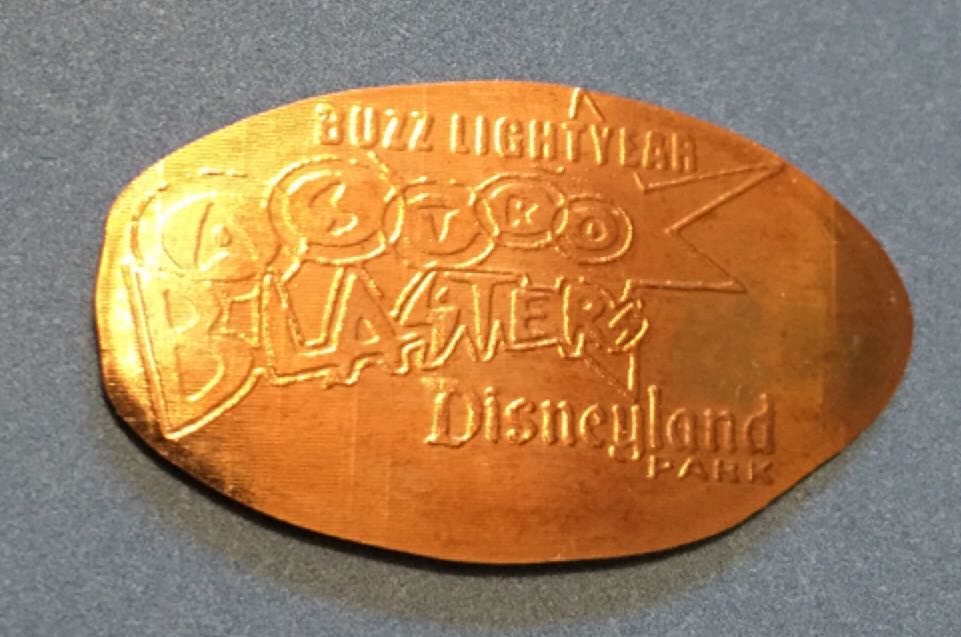 BUZZ LIGHTYEAR
ASTRO
BLASTERS
Disneyland
PARK